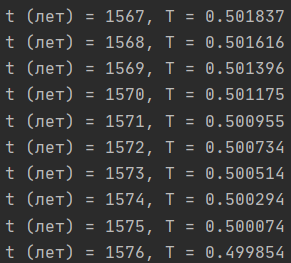 t (лет) = 1567, T = 0.501837
t (лет) = 1568, T = 0.501616
t (лет) = 1569, T = 0.501396
t (лет) = 1570, T = 0.501175
t (лет) = 1571, T = 0.500955
t (лет) = 1572, T = 0.500734
t (лет) = 1573, T = 0.500514
t (лет) = 1574, T = 0.500294
t (лет) = 1575, T = 0.500074
t (лет) = 1576, T = 0.499854